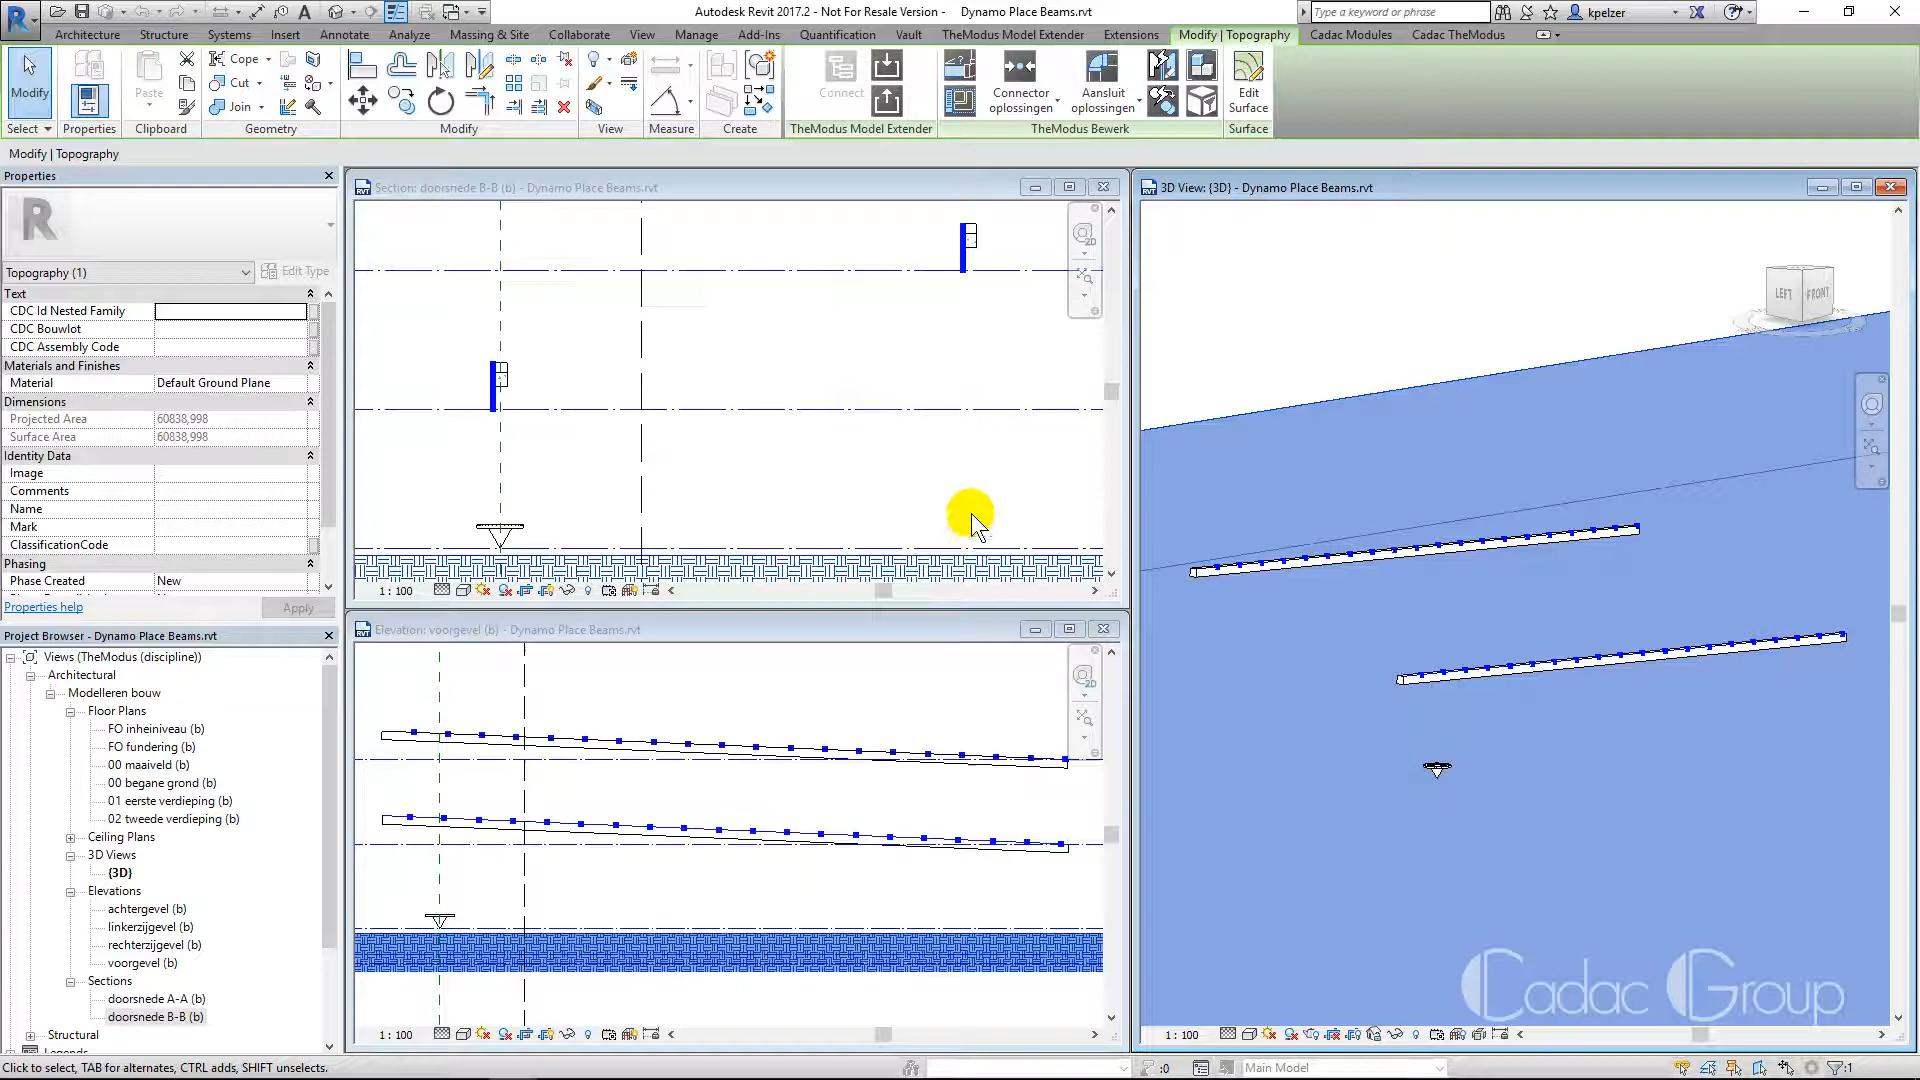 Autodesk Revit 2017.2 - Not For Resale Version - Dynamo Place Beams.rvt
Type a keyword or phrase
kpelzer
Architecture Structure Systems Insert Annotate Analyze Massing & Site Collaborate View Manage Add-Ins Quantification Vault TheModus Model Extender Extensions Modify | Topography Cadac Modules Cadac TheModus
Modify
Paste
Cope
Cut
Join
Connect
Connector oplossingen
Aansluit oplossingen
Edit Surface
Select Properties Clipboard Geometry Modify View Measure Create TheModus Model Extender TheModus Bewerk Surface
Modify | Topography
Properties
R
Topography (1)
Edit Type
Text
CDC Id Nested Family
CDC Bouwlot
CDC Assembly Code
Materials and Finishes
Material Default Ground Plane
Dimensions
Projected Area 60838,998
Surface Area 60838,998
Identity Data
Image
Comments
Name
Mark
ClassificationCode
Phasing
Phase Created New
Properties help
Apply
Project Browser - Dynamo Place Beams.rvt
Views (TheModus (discipline))
Architectural
Modelleren bouw
Floor Plans
FO inheiniveau (b)
FO fundering (b)
00 maaiveld (b)
00 begane grond (b)
01 eerste verdieping (b)
02 tweede verdieping (b)
Ceiling Plans
3D Views
{3D}
Elevations
achtergevel (b)
linkerzijgevel (b)
rechterzijgevel (b)
voorgevel (b)
Sections
doorsnede A-A (b)
doorsnede B-B (b)
Structural
Section: doorsnede B-B (b) - Dynamo Place Beams.rvt
2D
1 : 100
Elevation: voorgevel (b) - Dynamo Place Beams.rvt
2D
1 : 100
3D View: {3D} - Dynamo Place Beams.rvt
LEFT FRONT
Cadac Group
1 : 100
Click to select, TAB for alternates, CTRL adds, SHIFT unselects.
:0
Main Model
:1